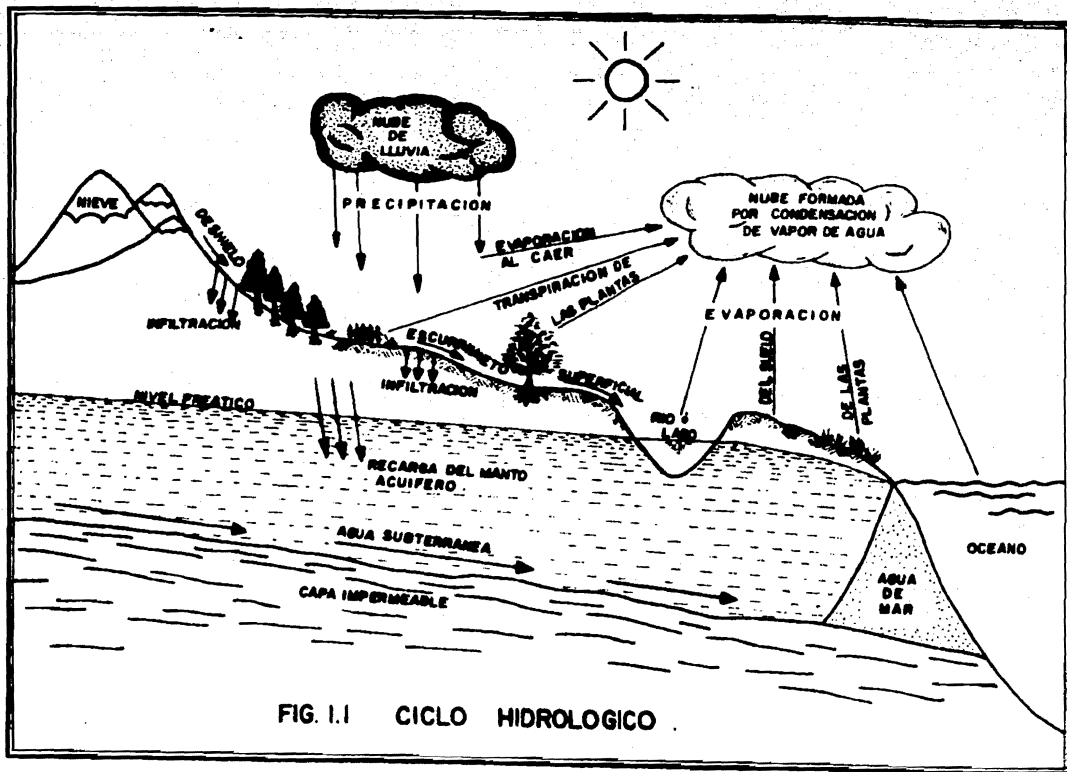 NUBE
DE
LLUVIA
PRECIPITACION
NIEVE
DESHIELO
NUBE FORMADA
POR CONDENSACION
DE VAPOR DE AGUA
EVAPORACION
AL CAER
TRANSPIRACION DE
LAS PLANTAS
EVAPORACION
DEL SUELO
DE LAS
PLANTAS
INFILTRACION
ESCURRIMIETO
SUPERFICIAL
INFILTRACION
RIO ó
LAGO
NIVEL FREATICO
RECARGA DEL MANTO
ACUIFERO
AGUA SUBTERRANEA
CAPA IMPERMEABLE
OCEANO
AGUA
DE
MAR
FIG. 1.1 CICLO HIDROLOGICO